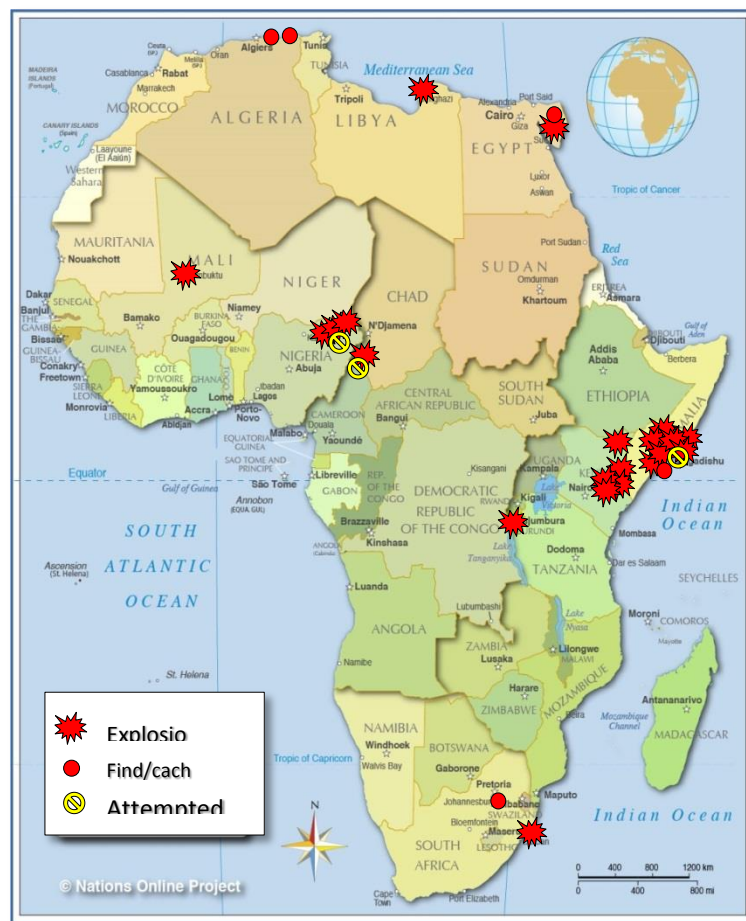 MADEIRA
ISLANDS
(Portugal)
CANARY ISLANDS
(Spain)
Ceuta
(SP.)
Melilla
(SP.)
Oran
Algiers
Tunis
TUNISIA
Casablanca
Rabat
Marrakech
MOROCCO
Laayoune
(El Aaiún)
Western
Sahara
ALGERIA
Mediterranean Sea
Tripoli
LIBYA
Alexandria
Port Said
Cairo
Giza
EGYPT
Luxor
Aswan
Tropic of Cancer
MAURITANIA
Nouakchott
MALI
NIGER
CHAD
SUDAN
Port Sudan
Red
Sea
Omdurman
Khartoum
ERITREA
Asmara
Dakar
SENEGAL
Banjul
THE
GAMBIA
Bissau
GUINEA-
BISSAU
Bamako
BURKINA
FASO
Niamey
Ouagadougou
N'Djamena
DJIBOUTI
Djibouti
Gulf of
Aden
Berbera
GUINEA
Conakry
Freetown
SIERRA
LEONE
Monrovia
LIBERIA
CÔTE
D'IVOIRE
Yamoussoukro
Abidjan
GHANA
Accra
TOGO
Lomé
BENIN
Porto-
Novo
Ibadan
Lagos
NIGERIA
Abuja
Addis
Ababa
ETHIOPIA
SOUTH
SUDAN
Juba
CENTRAL
AFRICAN REPUBLIC
Bangui
CAMEROON
Douala
Yaoundé
Malabo
EQUATORIAL
GUINEA
SAO TOME AND
PRINCIPE
São Tome
Libreville
GABON
REP.
OF THE
CONGO
Equator
Gulf of Guinea
Annobon
(EQUA. GUI.)
Kisangani
DEMOCRATIC
REPUBLIC
OF THE CONGO
UGANDA
Kampala
Lake
Victoria
RWANDA
Kigali
BURUNDI
Mombasa
Indian
Ocean
Brazzaville
Kinshasa
ANGOLA
(Cabinda)
Lake
Tanganyika
Dodoma
TANZANIA
Dar es Salaam
SEYCHELLES
SOUTH
ATLANTIC
OCEAN
Ascension
(St. Helena)
St. Helena
Luanda
ANGOLA
Namibe
Lubumbashi
ZAMBIA
Lusaka
Lake
Nyasa
Lilongwe
MALAWI
Moroni
COMOROS
Harare
ZIMBABWE
MOZAMBIQUE
Beira
Mozambique
Channel
Antananarivo
MADAGASCAR
NAMIBIA
Windhoek
Walvis Bay
Tropic of Capricorn
BOTSWANA
Gaborone
Pretoria
Maputo
SWAZILAND
Bloemfontein
LESOTHO
SOUTH
AFRICA
Cape
Town
Port Elizabeth
Indian Ocean
Explosio
Find/cach
Attempted
N
0 400 800 1200 km
0 400 800 mi
© Nations Online Project